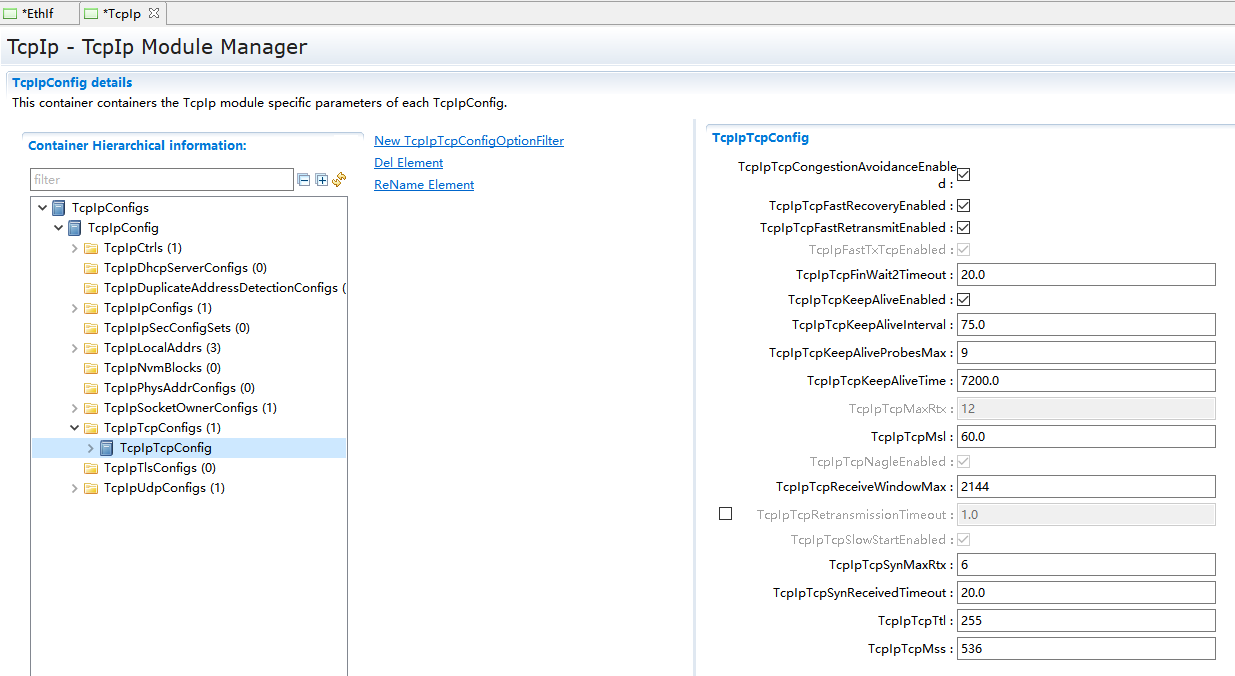 *EthIf
*TcpIp
TcpIp - TcpIp Module Manager
TcpIpConfig details
This container containers the TcpIp module specific parameters of each TcpIpConfig.
Container Hierarchical information:
filter
TcpIpConfigs
TcpIpConfig
TcpIpCtrls (1)
TcpIpDhcpServerConfigs (0)
TcpIpDuplicateAddressDetectionConfigs (
TcpIpIpConfigs (1)
TcpIpIpSecConfigSets (0)
TcpIpLocalAddrs (3)
TcpIpNvmBlocks (0)
TcpIpPhysAddrConfigs (0)
TcpIpSocketOwnerConfigs (1)
TcpIpTcpConfigs (1)
TcpIpTcpConfig
TcpIpTlsConfigs (0)
TcpIpUdpConfigs (1)
New TcpIpTcpConfigOptionFilter
Del Element
ReName Element
TcpIpTcpConfig
TcpIpTcpCongestionAvoidanceEnable
d :
TcpIpTcpFastRecoveryEnabled :
TcpIpTcpFastRetransmitEnabled :
TcpIpFastTxTcpEnabled :
TcpIpTcpFinWait2Timeout : 20.0
TcpIpTcpKeepAliveEnabled :
TcpIpTcpKeepAliveInterval : 75.0
TcpIpTcpKeepAliveProbesMax : 9
TcpIpTcpKeepAliveTime : 7200.0
TcpIpTcpMaxRtx : 12
TcpIpTcpMsl : 60.0
TcpIpTcpNagleEnabled :
TcpIpTcpReceiveWindowMax : 2144
TcpIpTcpRetransmissionTimeout : 1.0
TcpIpTcpSlowStartEnabled :
TcpIpTcpSynMaxRtx : 6
TcpIpTcpSynReceivedTimeout : 20.0
TcpIpTcpTtl : 255
TcpIpTcpMss : 536